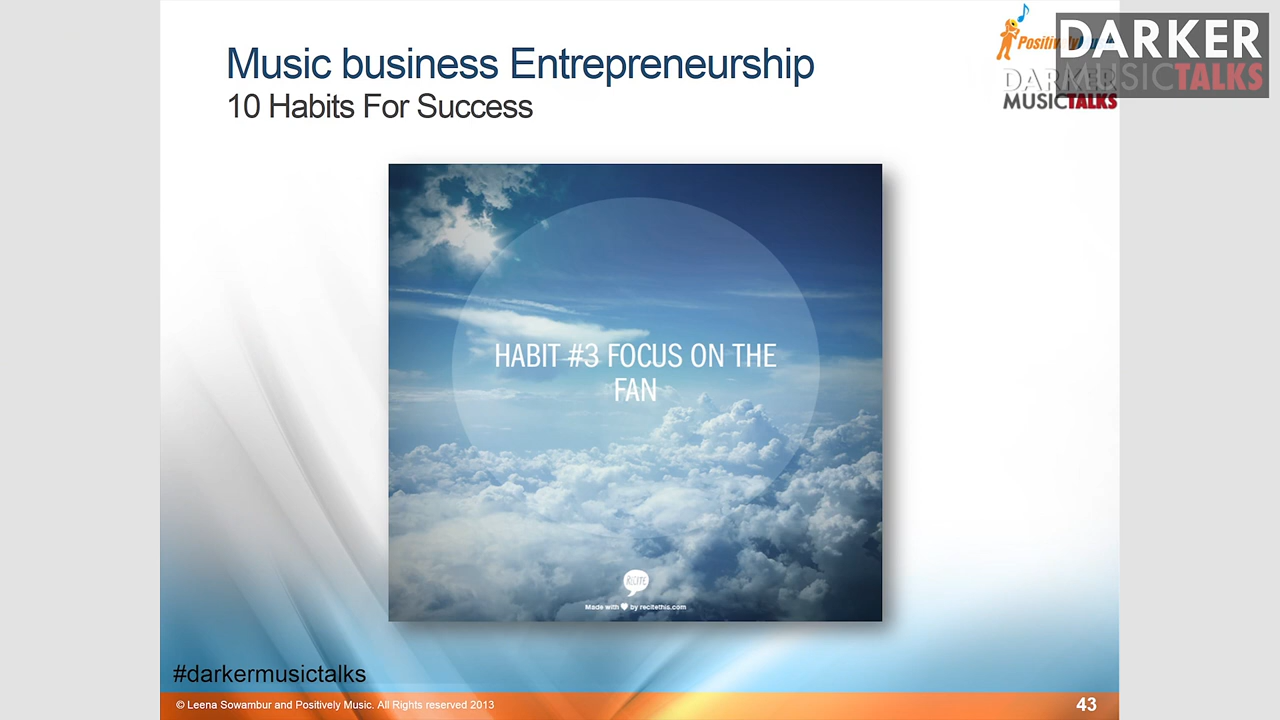 Music business Entrepreneurship
10 Habits For Success
DARKER
MUSICTALKS
DARKER
MUSICTALKS
HABIT #3 FOCUS ON THE
FAN
RECITE
Made with ♥ by recitethis.com
#darkermusictalks
© Leena Sowambur and Positively Music. All Rights reserved 2013
43